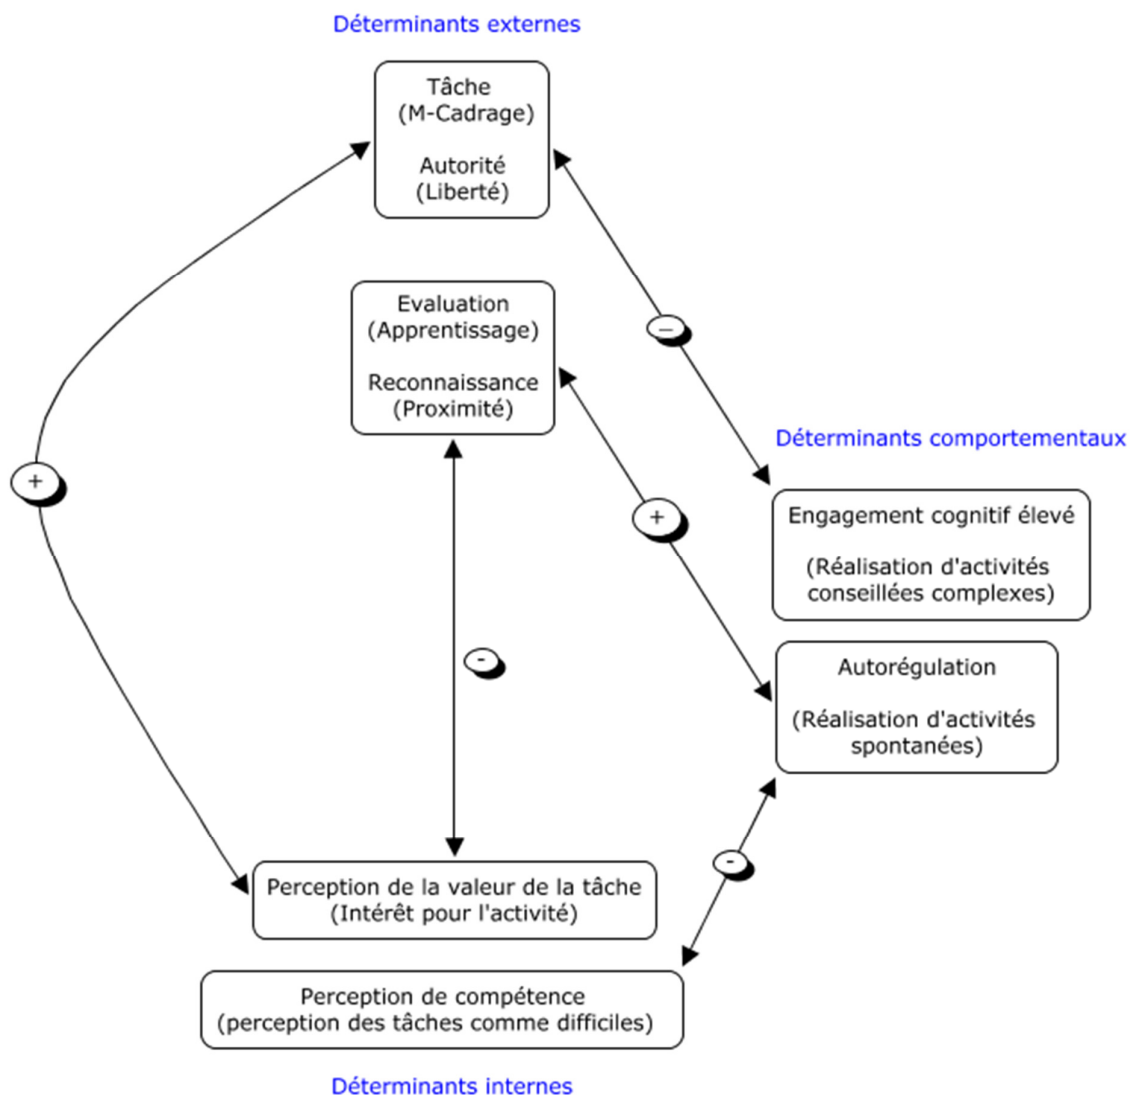 Déterminants externes
Tâche
(M-Cadrage)
Autorité
(Liberté)
Evaluation
(Apprentissage)
Reconnaissance
(Proximité)
–
Déterminants comportementaux
+
+
Engagement cognitif élevé
(Réalisation d'activités
conseillées complexes)
-
Autorégulation
(Réalisation d'activités
spontanées)
-
Perception de la valeur de la tâche
(Intérêt pour l'activité)
Perception de compétence
(perception des tâches comme difficiles)
Déterminants internes